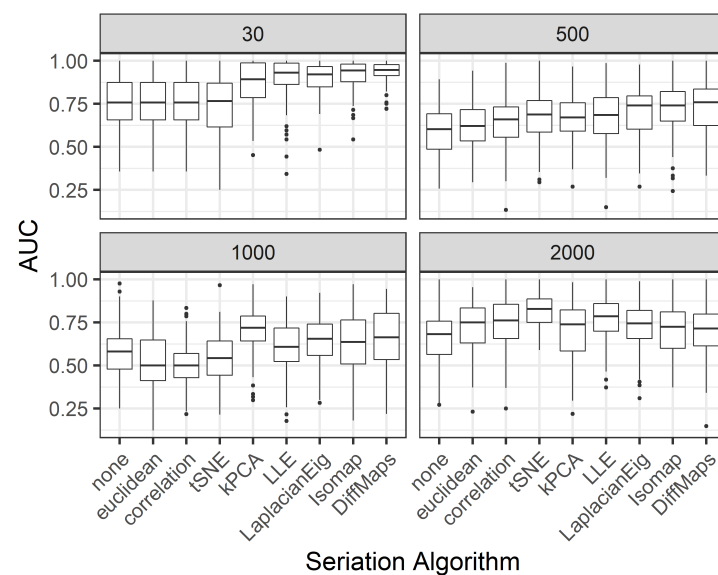 30
500
1.00
0.75
0.50
0.25
1000
2000
1.00
0.75
0.50
0.25
AUC
none
euclidean
correlation
tSNE
kPCA
LLE
LaplacianEig
Isomap
DiffMaps
none
euclidean
correlation
tSNE
kPCA
LLE
LaplacianEig
Isomap
DiffMaps
Seriation Algorithm